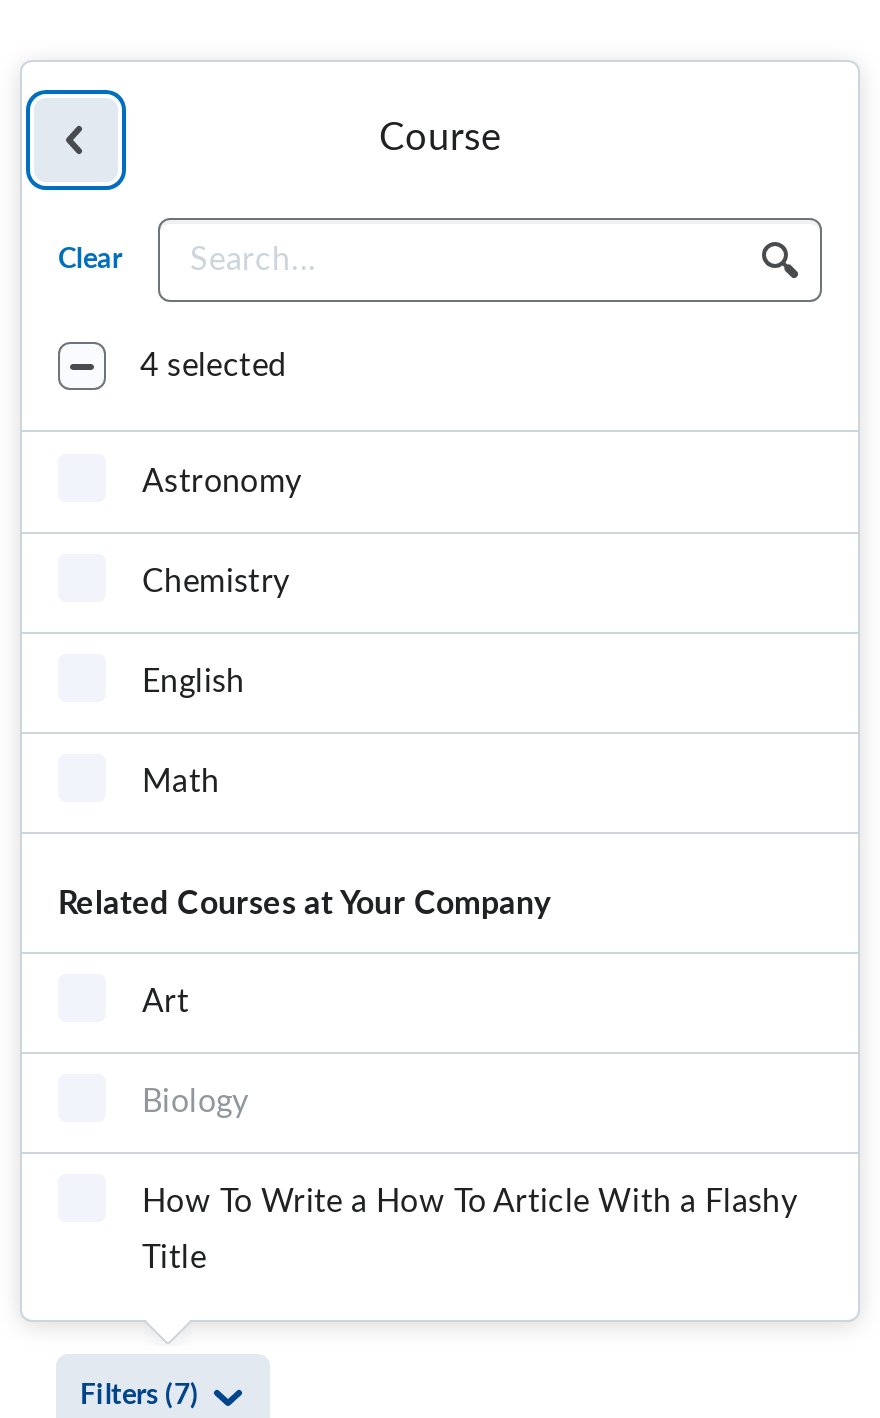 Course
Clear
Search...
4 selected
Astronomy
Chemistry
English
Math
Related Courses at Your Company
Art
Biology
How To Write a How To Article With a Flashy
Title
Filters (7)